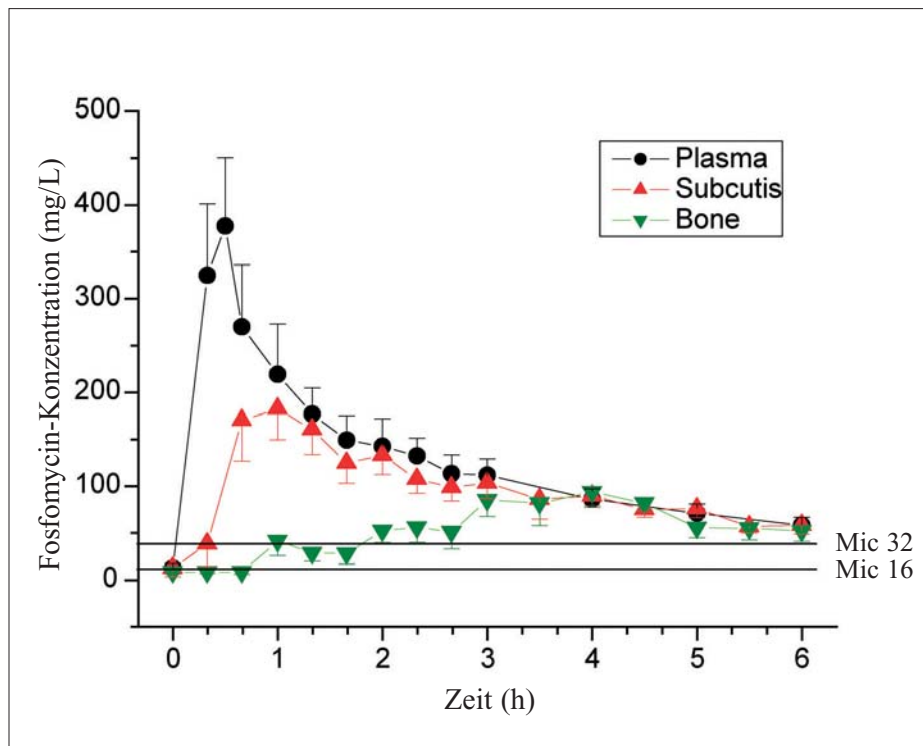 500
400
300
200
100
0
Fosfomycin-Konzentration (mg/L)
Plasma
Subcutis
Bone
Mic 32
Mic 16
0 1 2 3 4 5 6
Zeit (h)